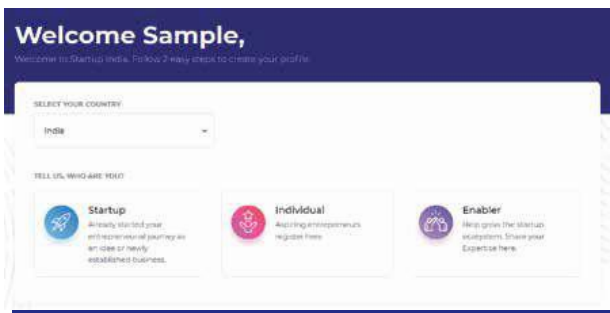 Welcome Sample,
Welcome to Startup India. Follow 2 easy steps to create your profile.
SELECT YOUR COUNTRY
India
TELL US, WHO ARE YOU?
Startup
Already started your
entrepreneurial journey as
an idea or newly
established business.
Individual
Aspiring entrepreneurs
register here.
Enabler
Help grow the startup
ecosystem. Share your
Expertise here.